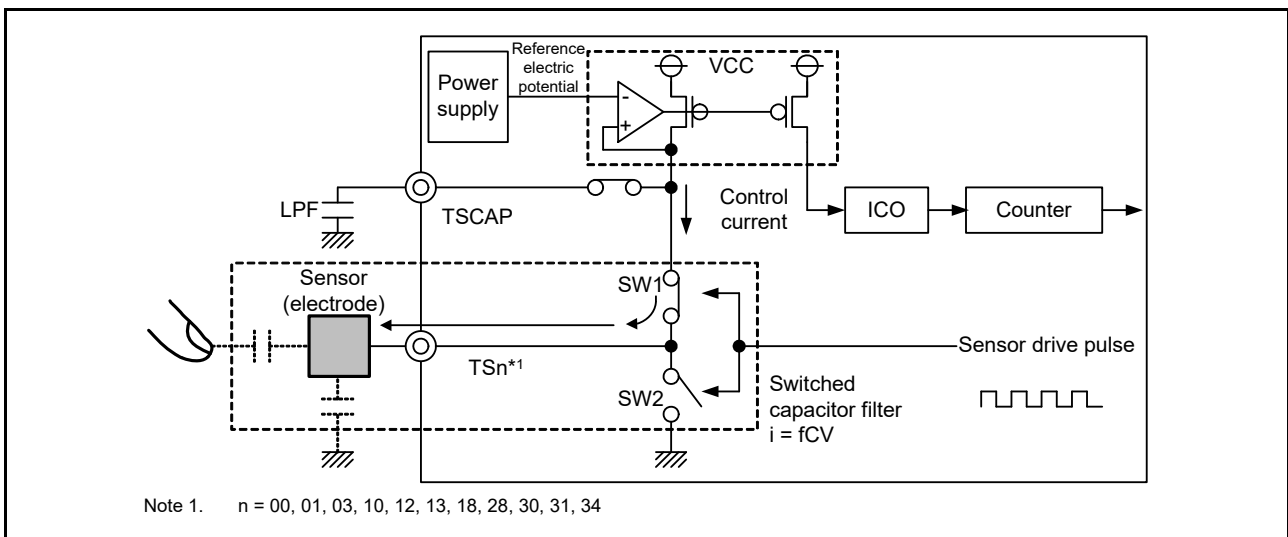 Reference
electric
potential
Power
supply
VCC
-
+
LPF
TSCAP
Control
current
ICO
Counter
Sensor
(electrode)
SW1
TSn*1
Sensor drive pulse
SW2
Switched
capacitor filter
i = fCV
Note 1. n = 00, 01, 03, 10, 12, 13, 18, 28, 30, 31, 34